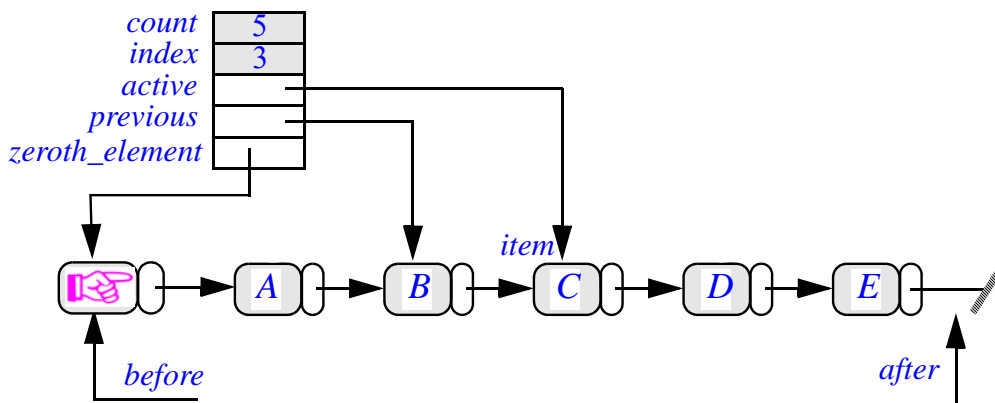 count 5
index 3
active
previous
zeroth_element
item
A B C D E
before
after